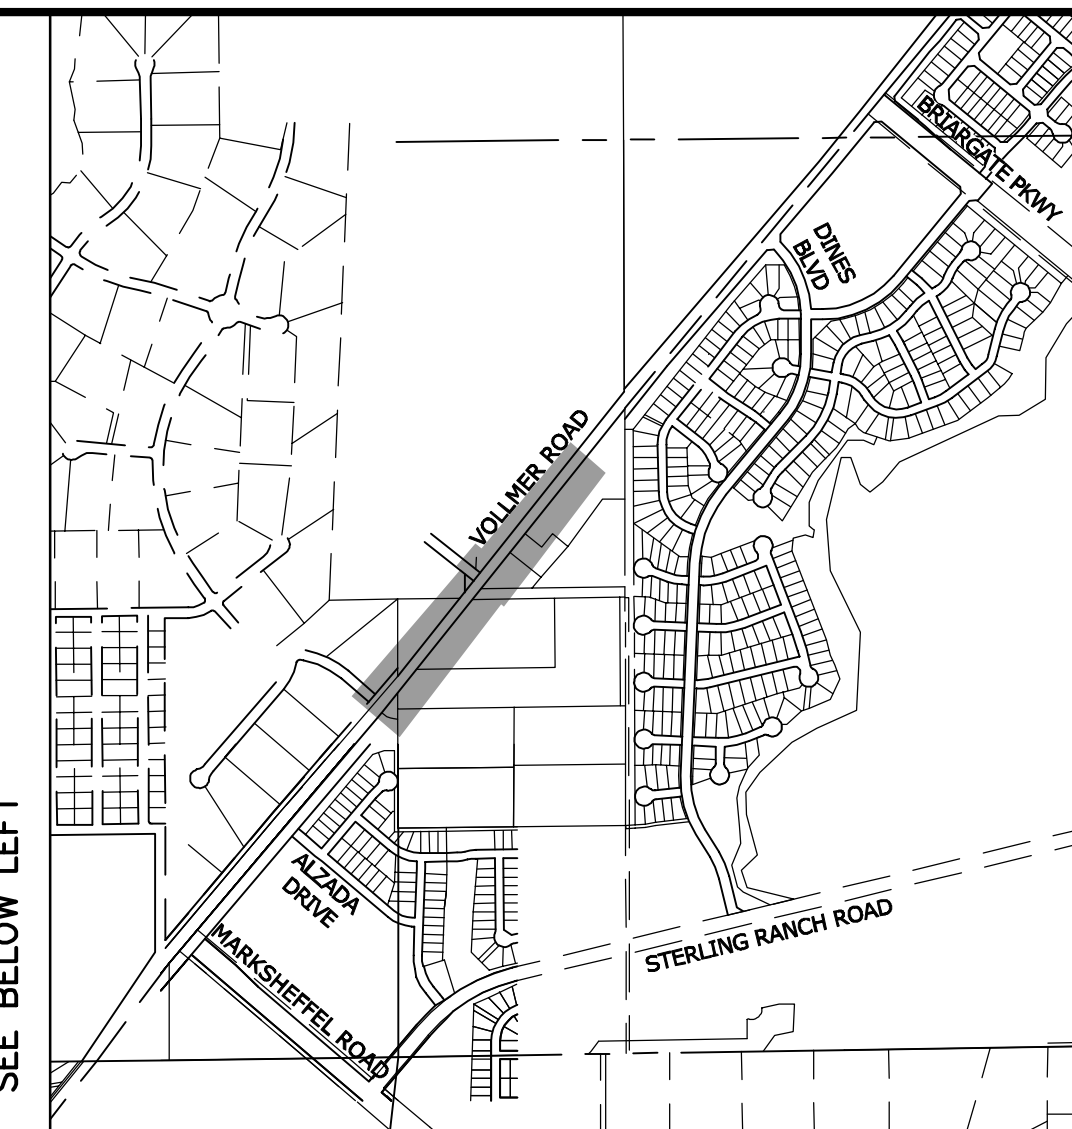 BRIARGATE PKWY
DINES
BLVD
VOLLMER ROAD
ALZADA
DRIVE
MARKSHEFFEL ROAD
STERLING RANCH ROAD
SEE BELOW LEFT